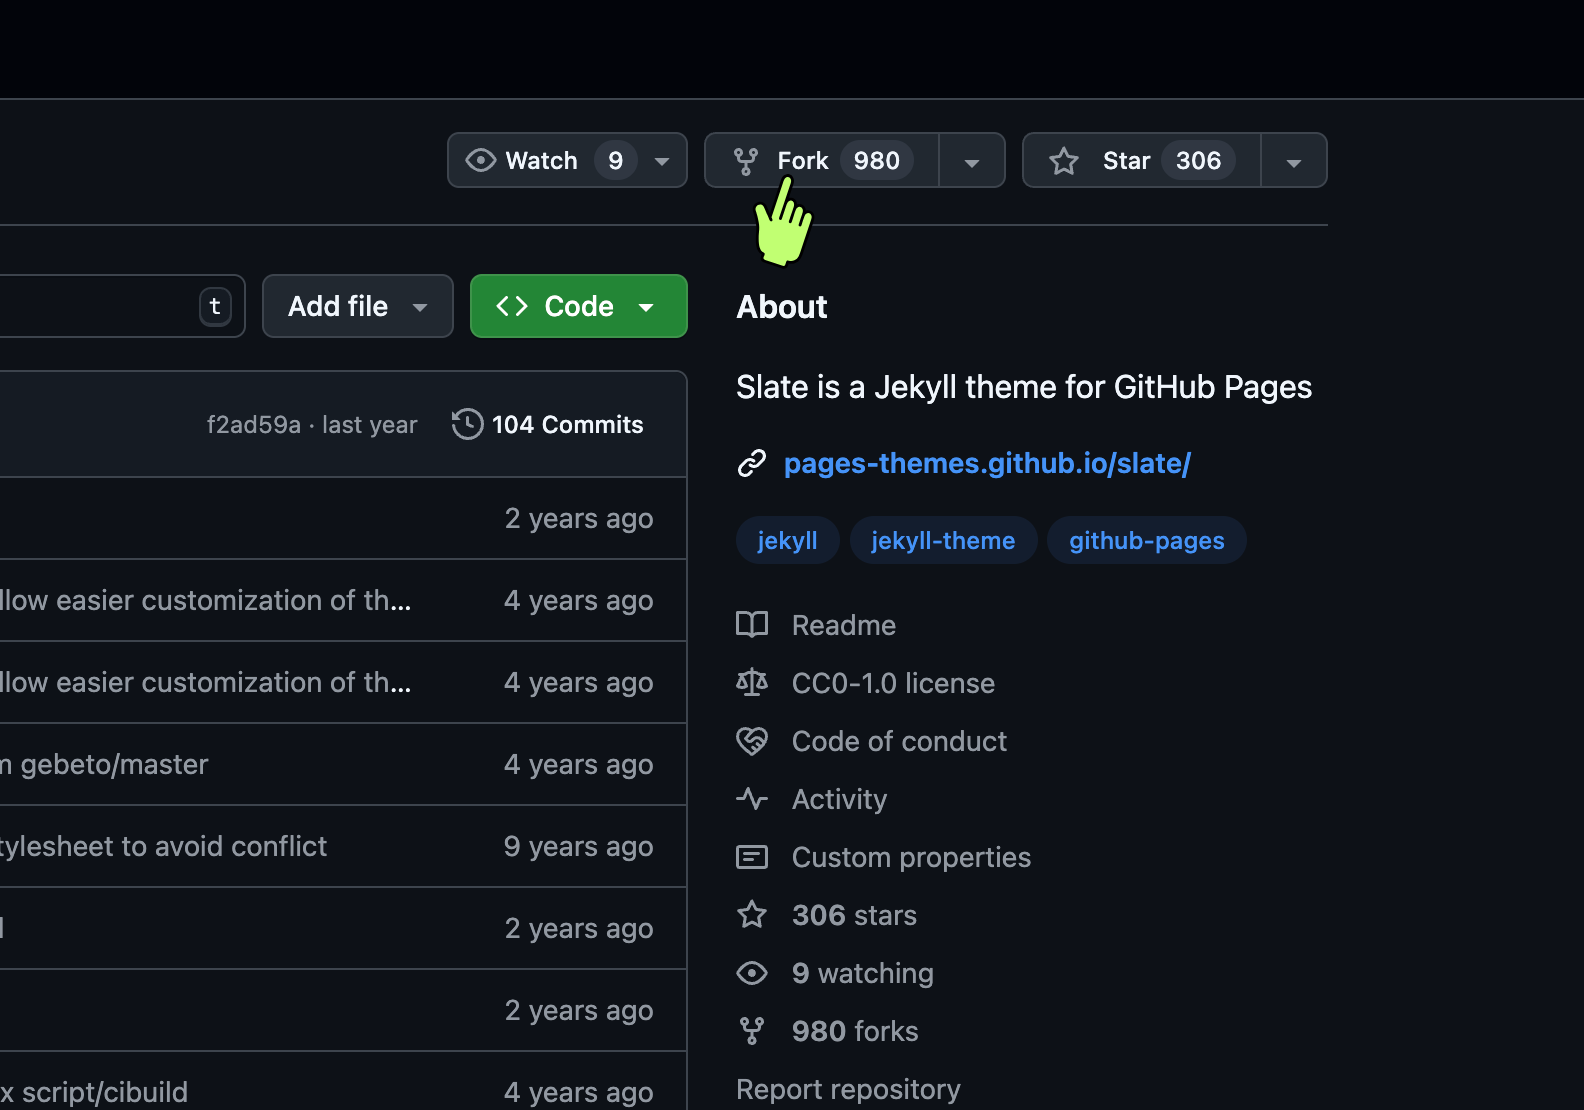 Watch 9
Fork 980
Star 306
t
Add file
Code
f2ad59a · last year
104 Commits
2 years ago
llow easier customization of th... 4 years ago
llow easier customization of th... 4 years ago
gebeto/master 4 years ago
tylesheet to avoid conflict 9 years ago
2 years ago
2 years ago
x script/cibuild 4 years ago
About
Slate is a Jekyll theme for GitHub Pages
pages-themes.github.io/slate/
jekyll jekyll-theme github-pages
Readme
CC0-1.0 license
Code of conduct
Activity
Custom properties
306 stars
9 watching
980 forks
Report repository